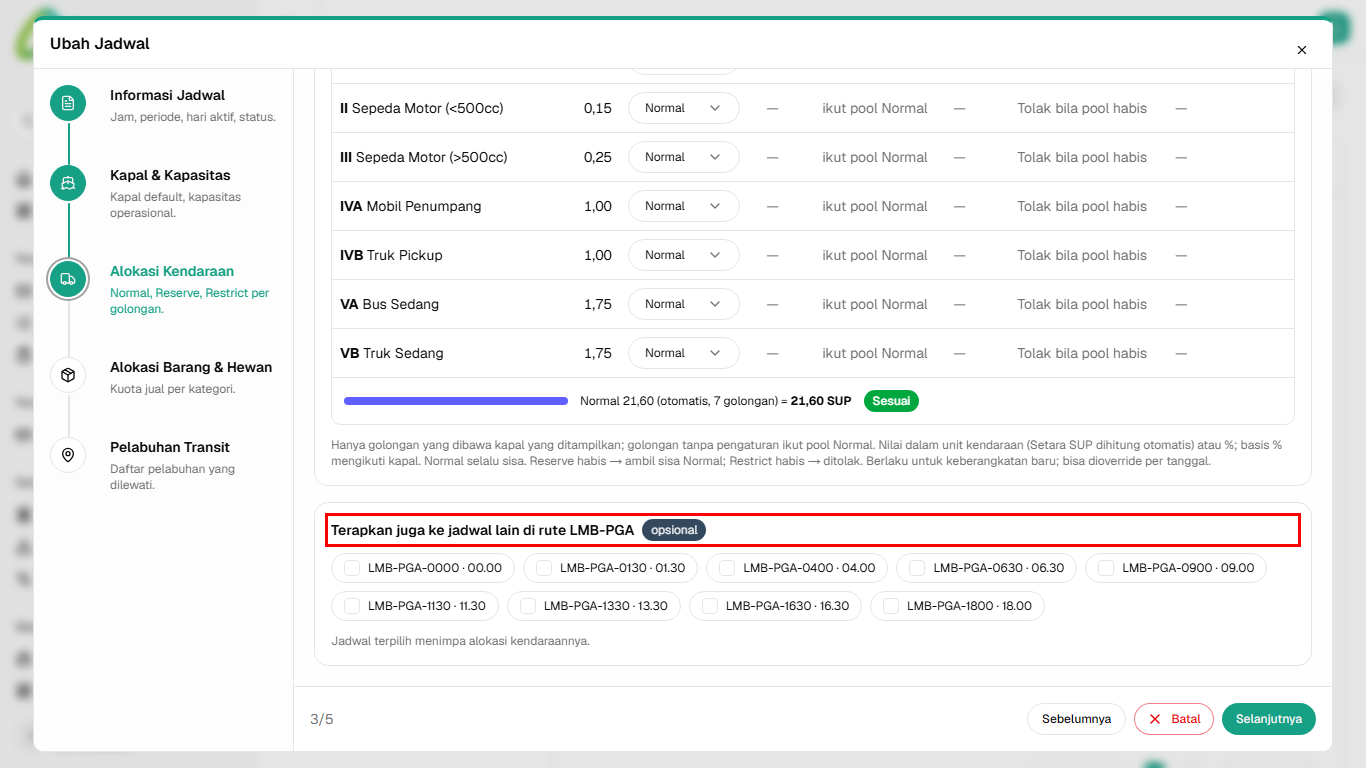 Ubah Jadwal
Informasi Jadwal
Jam, periode, hari aktif, status.
Kapal & Kapasitas
Kapal default, kapasitas
operasional.
Alokasi Kendaraan
Normal, Reserve, Restrict per
golongan.
Alokasi Barang & Hewan
Kuota jual per kategori.
Pelabuhan Transit
Daftar pelabuhan yang
dilewati.
II Sepeda Motor (<500cc) 0,15 Normal — ikut pool Normal — Tolak bila pool habis —
III Sepeda Motor (>500cc) 0,25 Normal — ikut pool Normal — Tolak bila pool habis —
IVA Mobil Penumpang 1,00 Normal — ikut pool Normal — Tolak bila pool habis —
IVB Truk Pickup 1,00 Normal — ikut pool Normal — Tolak bila pool habis —
VA Bus Sedang 1,75 Normal — ikut pool Normal — Tolak bila pool habis —
VB Truk Sedang 1,75 Normal — ikut pool Normal — Tolak bila pool habis —
Normal 21,60 (otomatis, 7 golongan) = 21,60 SUP Sesuai
Hanya golongan yang dibawa kapal yang ditampilkan; golongan tanpa pengaturan ikut pool Normal. Nilai dalam unit kendaraan (Setara SUP dihitung otomatis) atau %; basis %
mengikuti kapal. Normal selalu sisa. Reserve habis → ambil sisa Normal; Restrict habis → ditolak. Berlaku untuk keberangkatan baru; bisa dioverride per tanggal.
Terapkan juga ke jadwal lain di rute LMB-PGA opsional
LMB-PGA-0000 · 00.00 LMB-PGA-0130 · 01.30 LMB-PGA-0400 · 04.00 LMB-PGA-0630 · 06.30 LMB-PGA-0900 · 09.00
LMB-PGA-1130 · 11.30 LMB-PGA-1330 · 13.30 LMB-PGA-1630 · 16.30 LMB-PGA-1800 · 18.00
Jadwal terpilih menimpa alokasi kendaraannya.
3/5 Sebelumnya Batal Selanjutnya